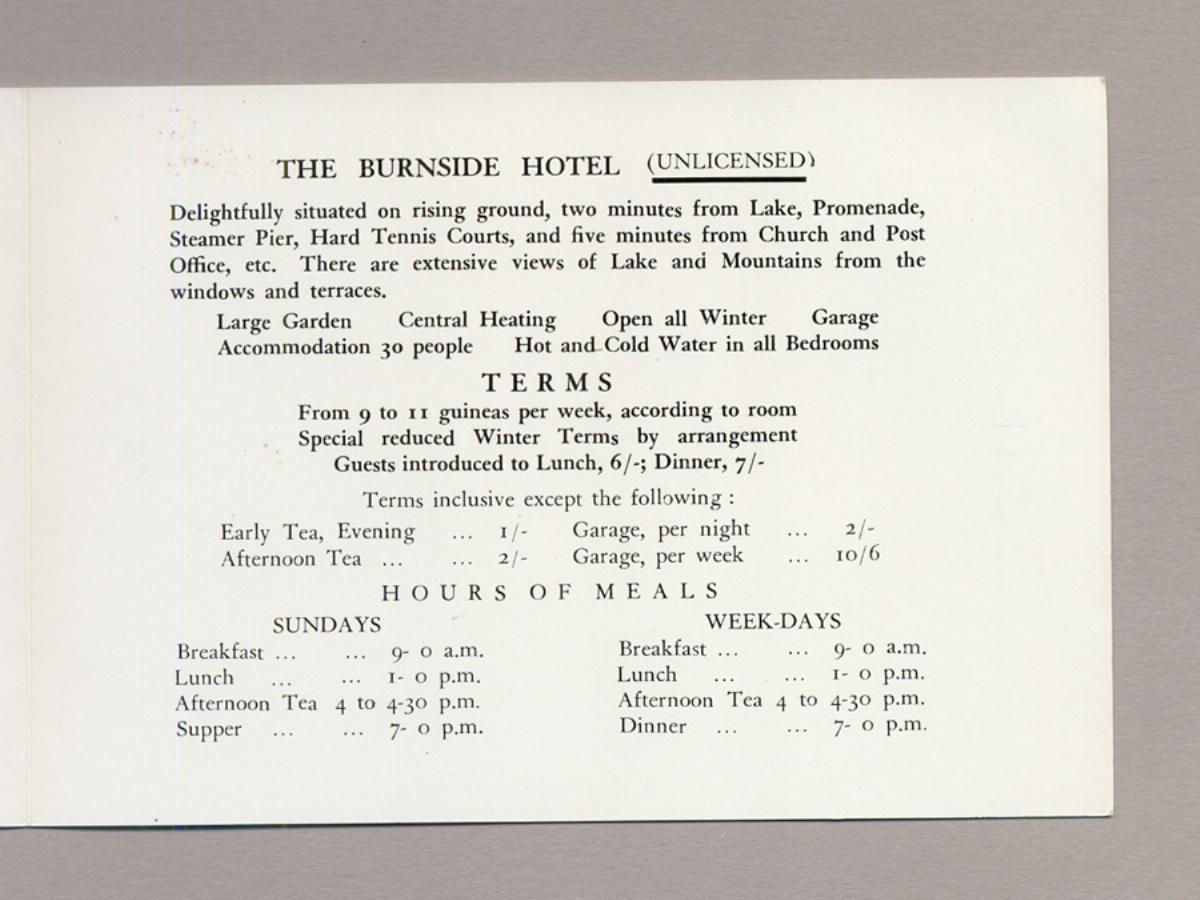 THE BURNSIDE HOTEL (UNLICENSED)
Delightfully situated on rising ground, two minutes from Lake, Promenade,
Steamer Pier, Hard Tennis Courts, and five minutes from Church and Post
Office, etc. There are extensive views of Lake and Mountains from the
windows and terraces.
Large Garden Central Heating Open all Winter Garage
Accommodation 30 people Hot and Cold Water in all Bedrooms
TERMS
From 9 to 11 guineas per week, according to room
Special reduced Winter Terms by arrangement
Guests introduced to Lunch, 6/-; Dinner, 7/-
Terms inclusive except the following :
Early Tea, Evening ... 1/- Garage, per night ... 2/-
Afternoon Tea ... ... 2/- Garage, per week ... 10/6
HOURS OF MEALS
SUNDAYS WEEK-DAYS
Breakfast ... ... 9- 0 a.m. Breakfast ... ... 9- 0 a.m.
Lunch ... ... 1- 0 p.m. Lunch ... ... 1- 0 p.m.
Afternoon Tea 4 to 4-30 p.m. Afternoon Tea 4 to 4-30 p.m.
Supper ... ... 7- 0 p.m. Dinner ... ... 7- 0 p.m.